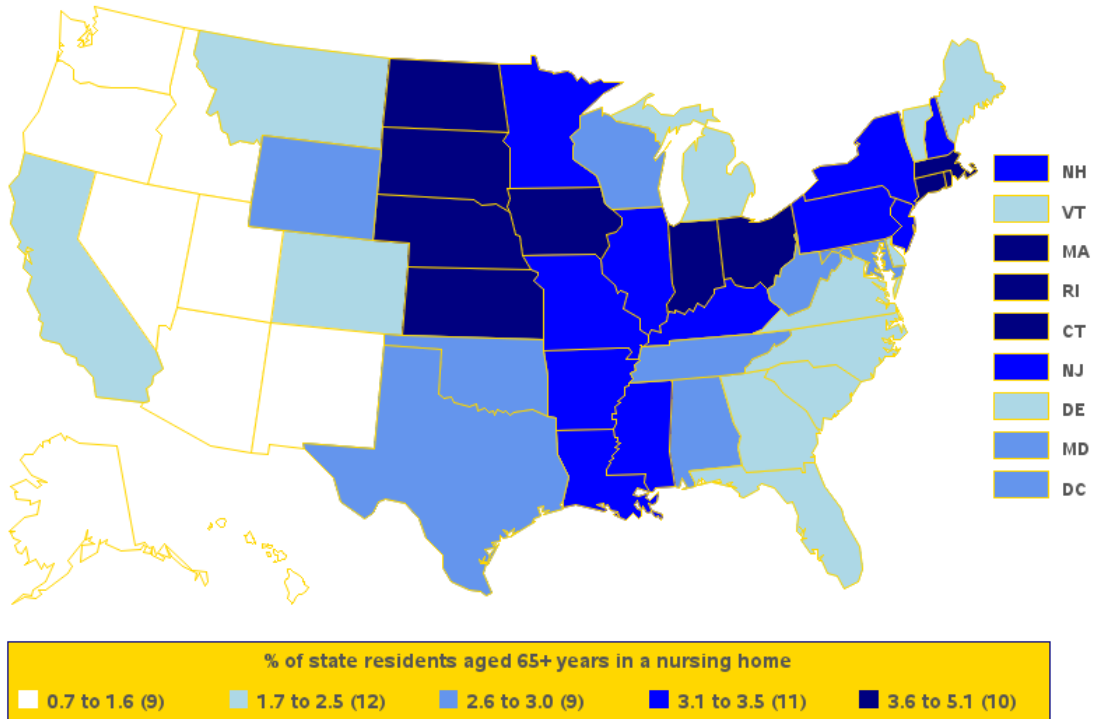 NH
VT
MA
RI
CT
NJ
DE
MD
DC
% of state residents aged 65+ years in a nursing home
0.7 to 1.6 (9) 1.7 to 2.5 (12) 2.6 to 3.0 (9) 3.1 to 3.5 (11) 3.6 to 5.1 (10)